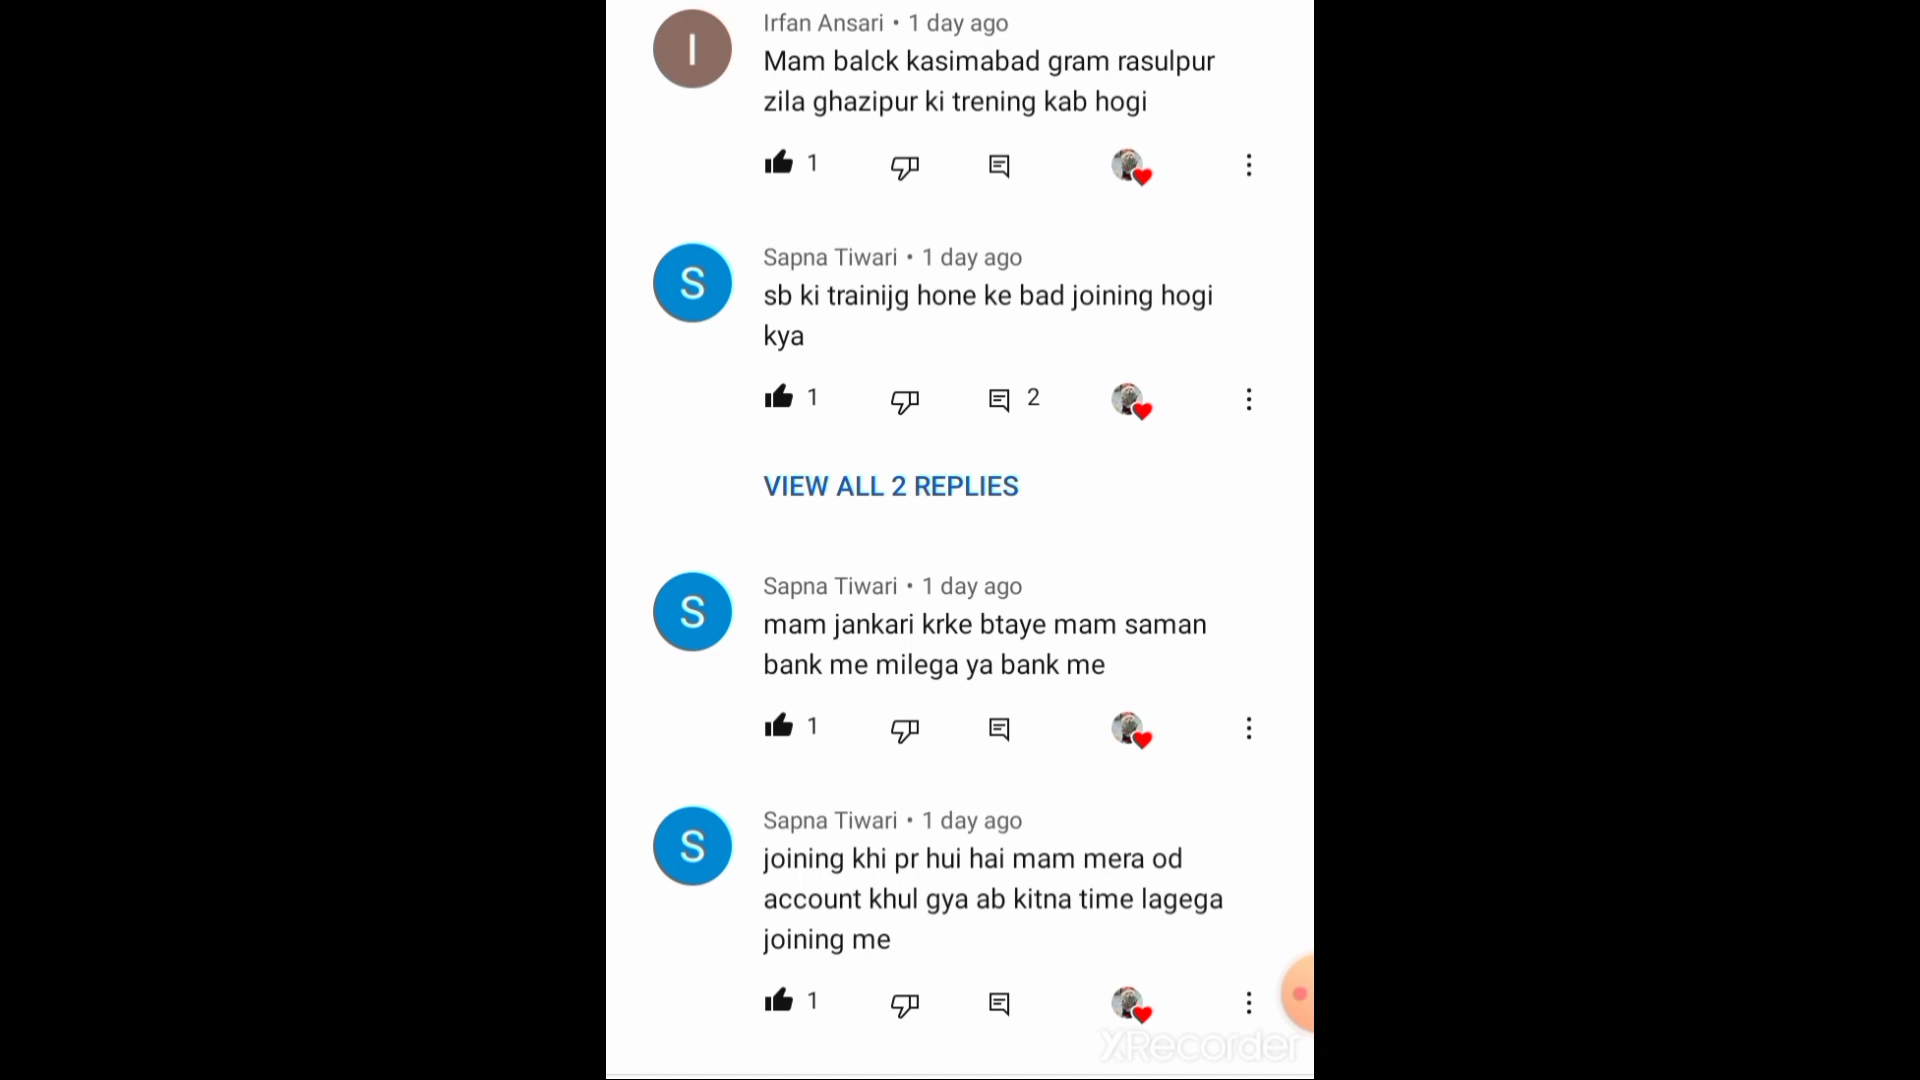 I
Irfan Ansari • 1 day ago
Mam balck kasimabad gram rasulpur
zila ghazipur ki trening kab hogi
1
S
Sapna Tiwari • 1 day ago
sb ki trainijg hone ke bad joining hogi
kya
1 2
VIEW ALL 2 REPLIES
S
Sapna Tiwari • 1 day ago
mam jankari krke btaye mam saman
bank me milega ya bank me
1
S
Sapna Tiwari • 1 day ago
joining khi pr hui hai mam mera od
account khul gya ab kitna time lagega
joining me
1
XRecorder